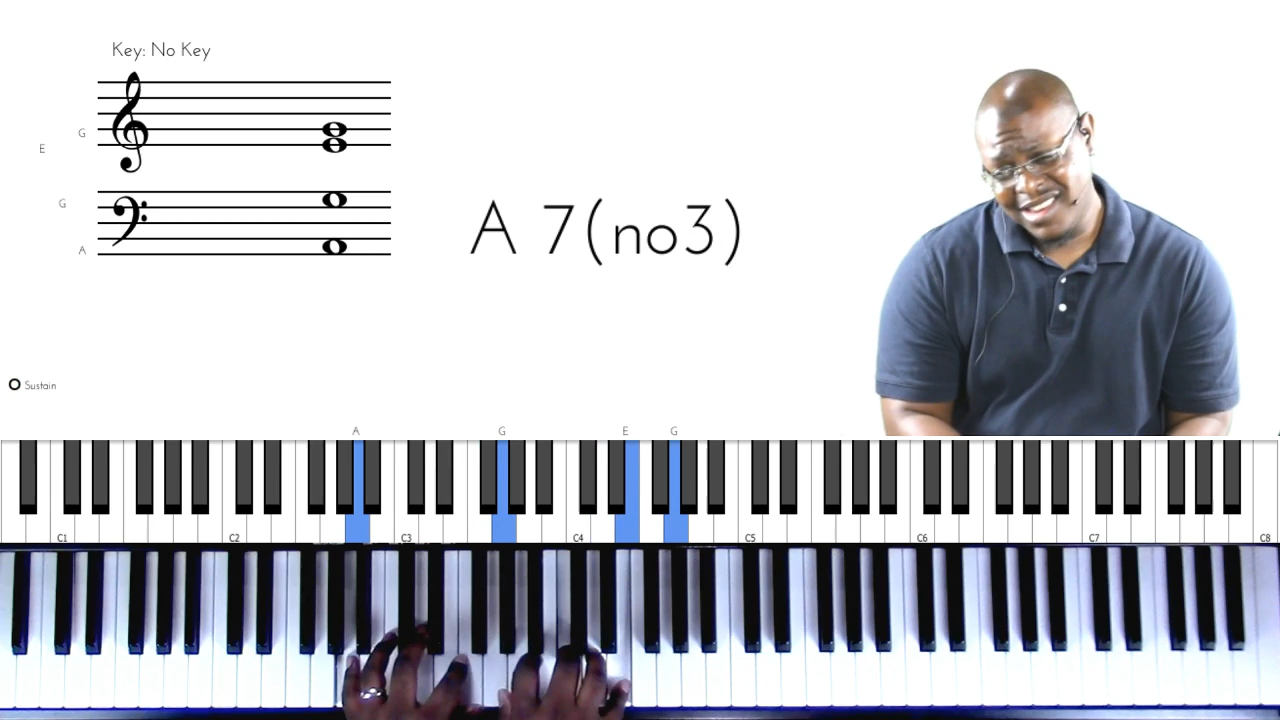 Key: No Key
G
E
G
A
A 7(no3)
Sustain
A G E G
C1 C2 C3 C4 C5 C6 C7 C8